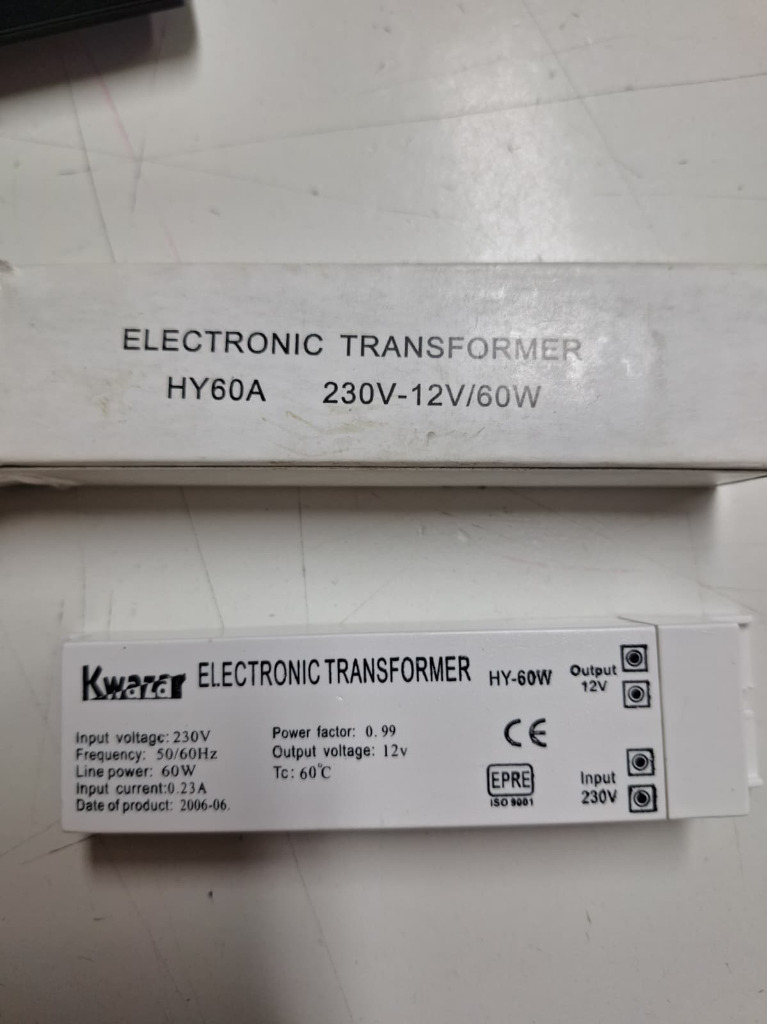 ELECTRONIC TRANSFORMER
HY60A 230V-12V/60W
Kwazar ELECTRONIC TRANSFORMER HY-60W
Output
12V
Input voltage: 230V
Frequency: 50/60Hz
Line power: 60W
Input current:0.23A
Date of product: 2006-06.
Power factor: 0.99
Output voltage: 12v
Tc: 60℃
CE
EPRE
ISO 9001
Input
230V